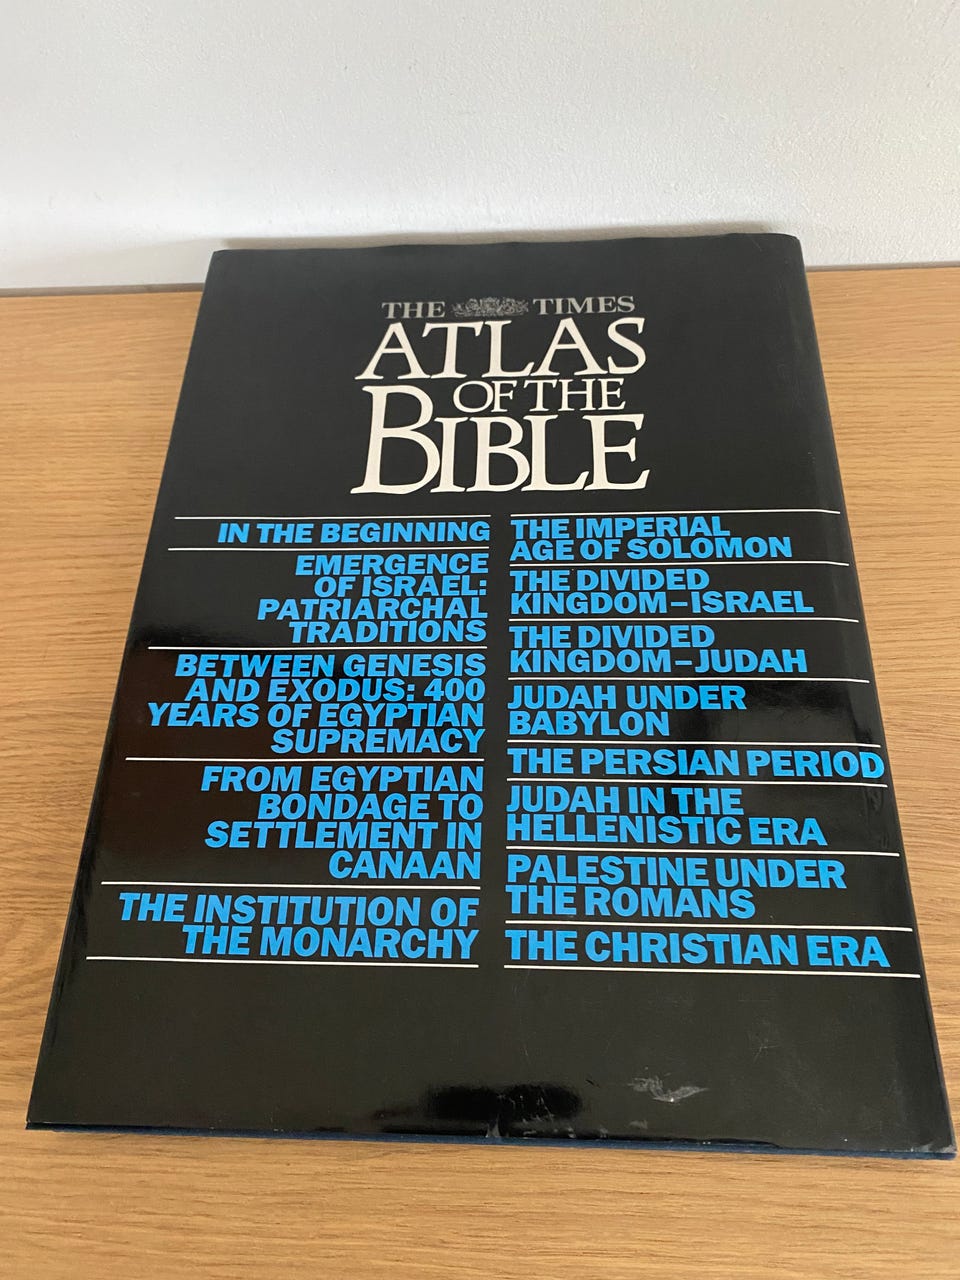 THE TIMES
ATLAS
OF THE
BIBLE
IN THE BEGINNING
EMERGENCE
OF ISRAEL:
PATRIARCHAL
TRADITIONS
BETWEEN GENESIS
AND EXODUS: 400
YEARS OF EGYPTIAN
SUPREMACY
FROM EGYPTIAN
BONDAGE TO
SETTLEMENT IN
CANAAN
THE INSTITUTION OF
THE MONARCHY
THE IMPERIAL
AGE OF SOLOMON
THE DIVIDED
KINGDOM–ISRAEL
THE DIVIDED
KINGDOM–JUDAH
JUDAH UNDER
BABYLON
THE PERSIAN PERIOD
JUDAH IN THE
HELLENISTIC ERA
PALESTINE UNDER
THE ROMANS
THE CHRISTIAN ERA